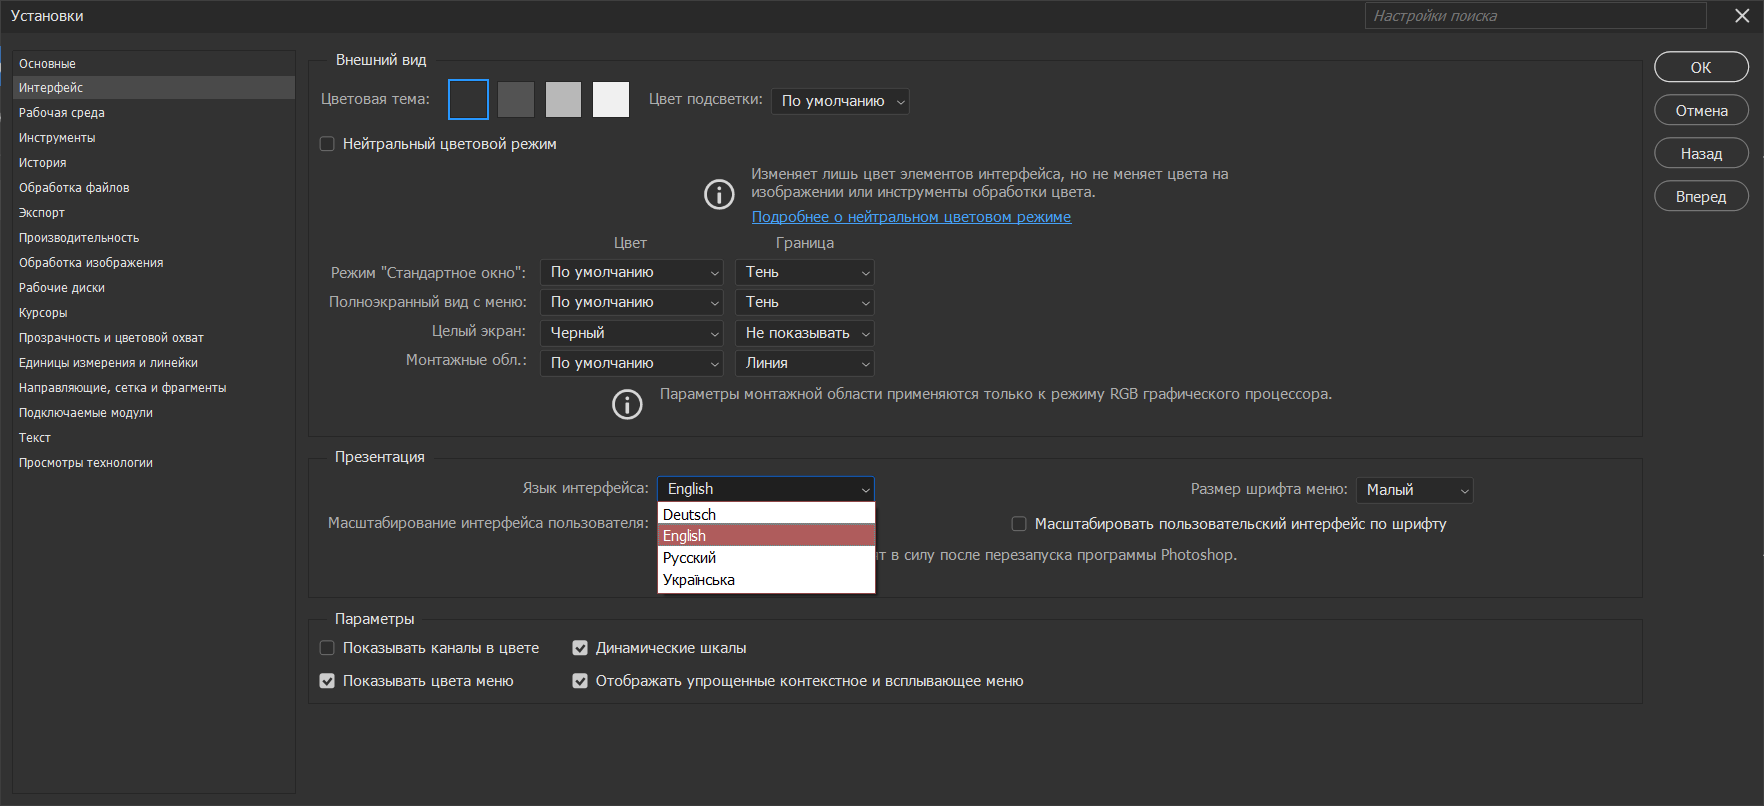 Установки
Настройки поиска
Основные
Интерфейс
Рабочая среда
Инструменты
История
Обработка файлов
Экспорт
Производительность
Обработка изображения
Рабочие диски
Курсоры
Прозрачность и цветовой охват
Единицы измерения и линейки
Направляющие, сетка и фрагменты
Подключаемые модули
Текст
Просмотры технологии
Внешний вид
Цветовая тема:
Цвет подсветки: По умолчанию
Нейтральный цветовой режим
Изменяет лишь цвет элементов интерфейса, но не меняет цвета на
изображении или инструменты обработки цвета.
Подробнее о нейтральном цветовом режиме
Цвет Граница
Режим "Стандартное окно": По умолчанию Тень
Полноэкранный вид с меню: По умолчанию Тень
Целый экран: Черный Не показывать
Монтажные обл.: По умолчанию Линия
Параметры монтажной области применяются только к режиму RGB графического процессора.
Презентация
Язык интерфейса: English
Размер шрифта меню: Малый
Deutsch
English
Русский
Українська
Масштабирование интерфейса пользователя:
Масштабировать пользовательский интерфейс по шрифту
в силу после перезапуска программы Photoshop.
Параметры
Показывать каналы в цвете
Динамические шкалы
Показывать цвета меню
Отображать упрощенные контекстное и всплывающее меню
OK
Отмена
Назад
Вперед